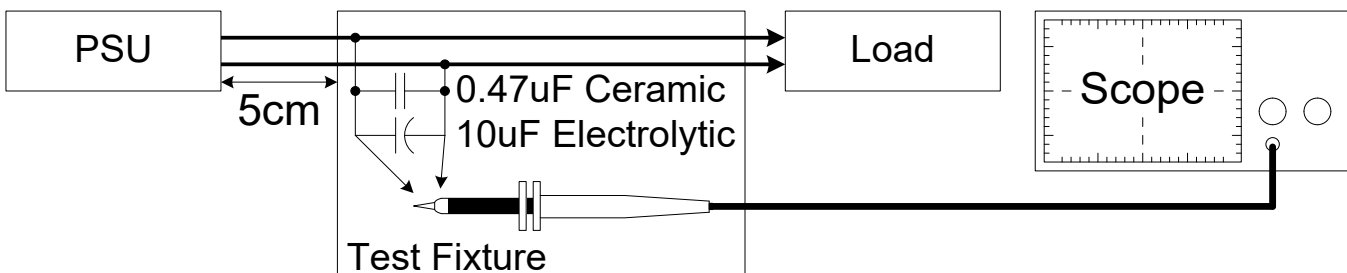 PSU
Load
Scope
5cm
0.47uF Ceramic
10uF Electrolytic
Test Fixture